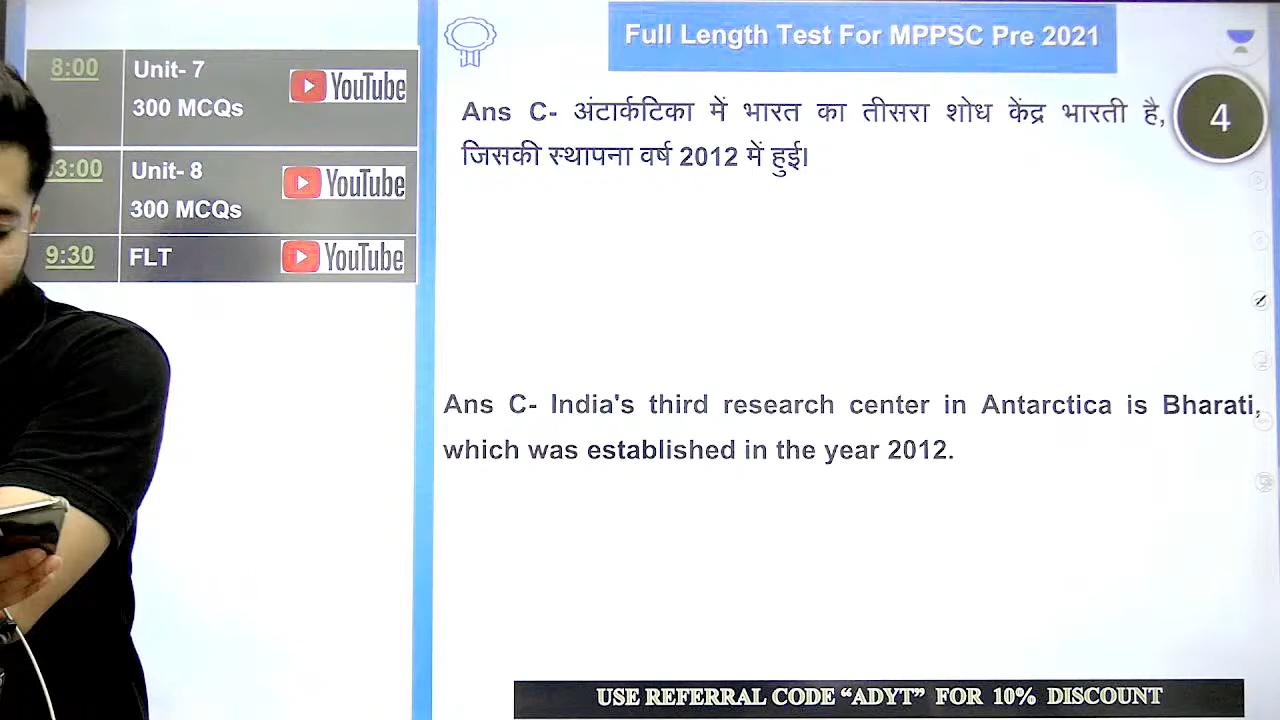 Full Length Test For MPPSC Pre 2021
8:00 Unit- 7 YouTube
300 MCQs
03:00 Unit- 8 YouTube
300 MCQs
9:30 FLT YouTube
4
Ans C- अंटार्कटिका में भारत का तीसरा शोध केंद्र भारती है,
जिसकी स्थापना वर्ष 2012 में हुई।
Ans C- India's third research center in Antarctica is Bharati,
which was established in the year 2012.
USE REFERRAL CODE “ADYT” FOR 10% DISCOUNT